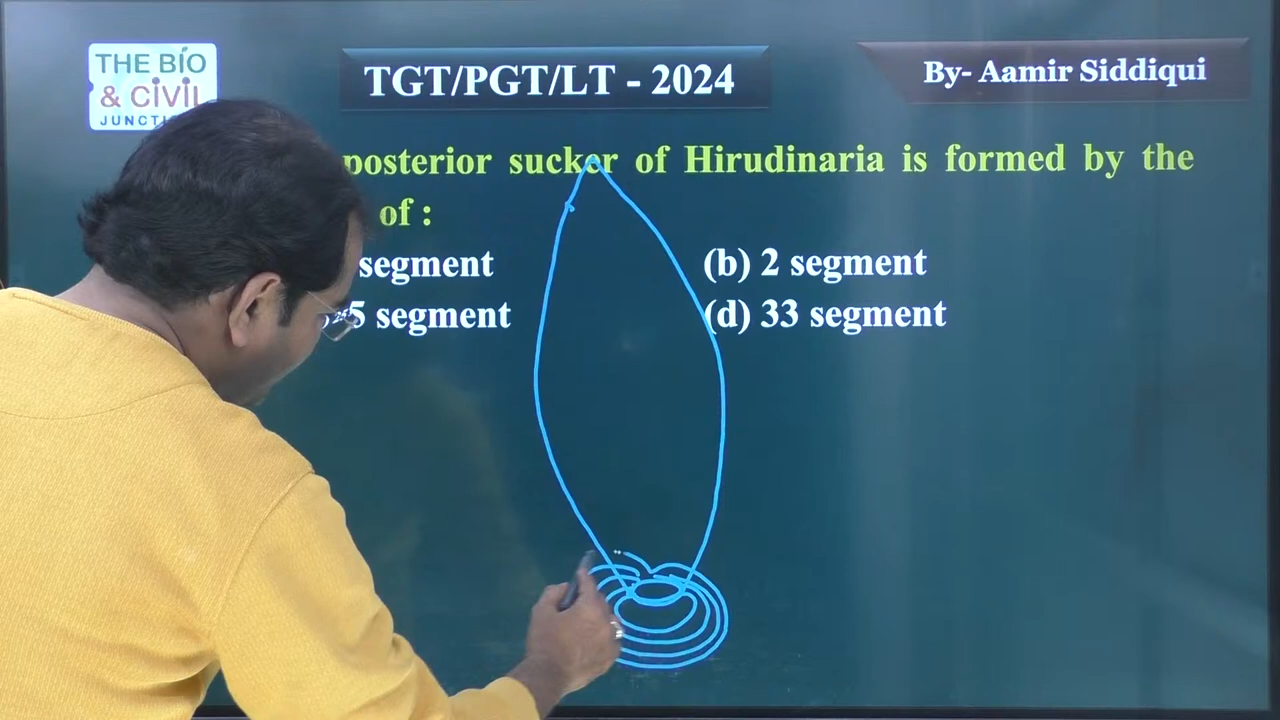 THE BIO
& CIVIL
JUNCTI
TGT/PGT/LT - 2024
By- Aamir Siddiqui
posterior sucker of Hirudinaria is formed by the
of :
segment
(b) 2 segment
5 segment
(d) 33 segment